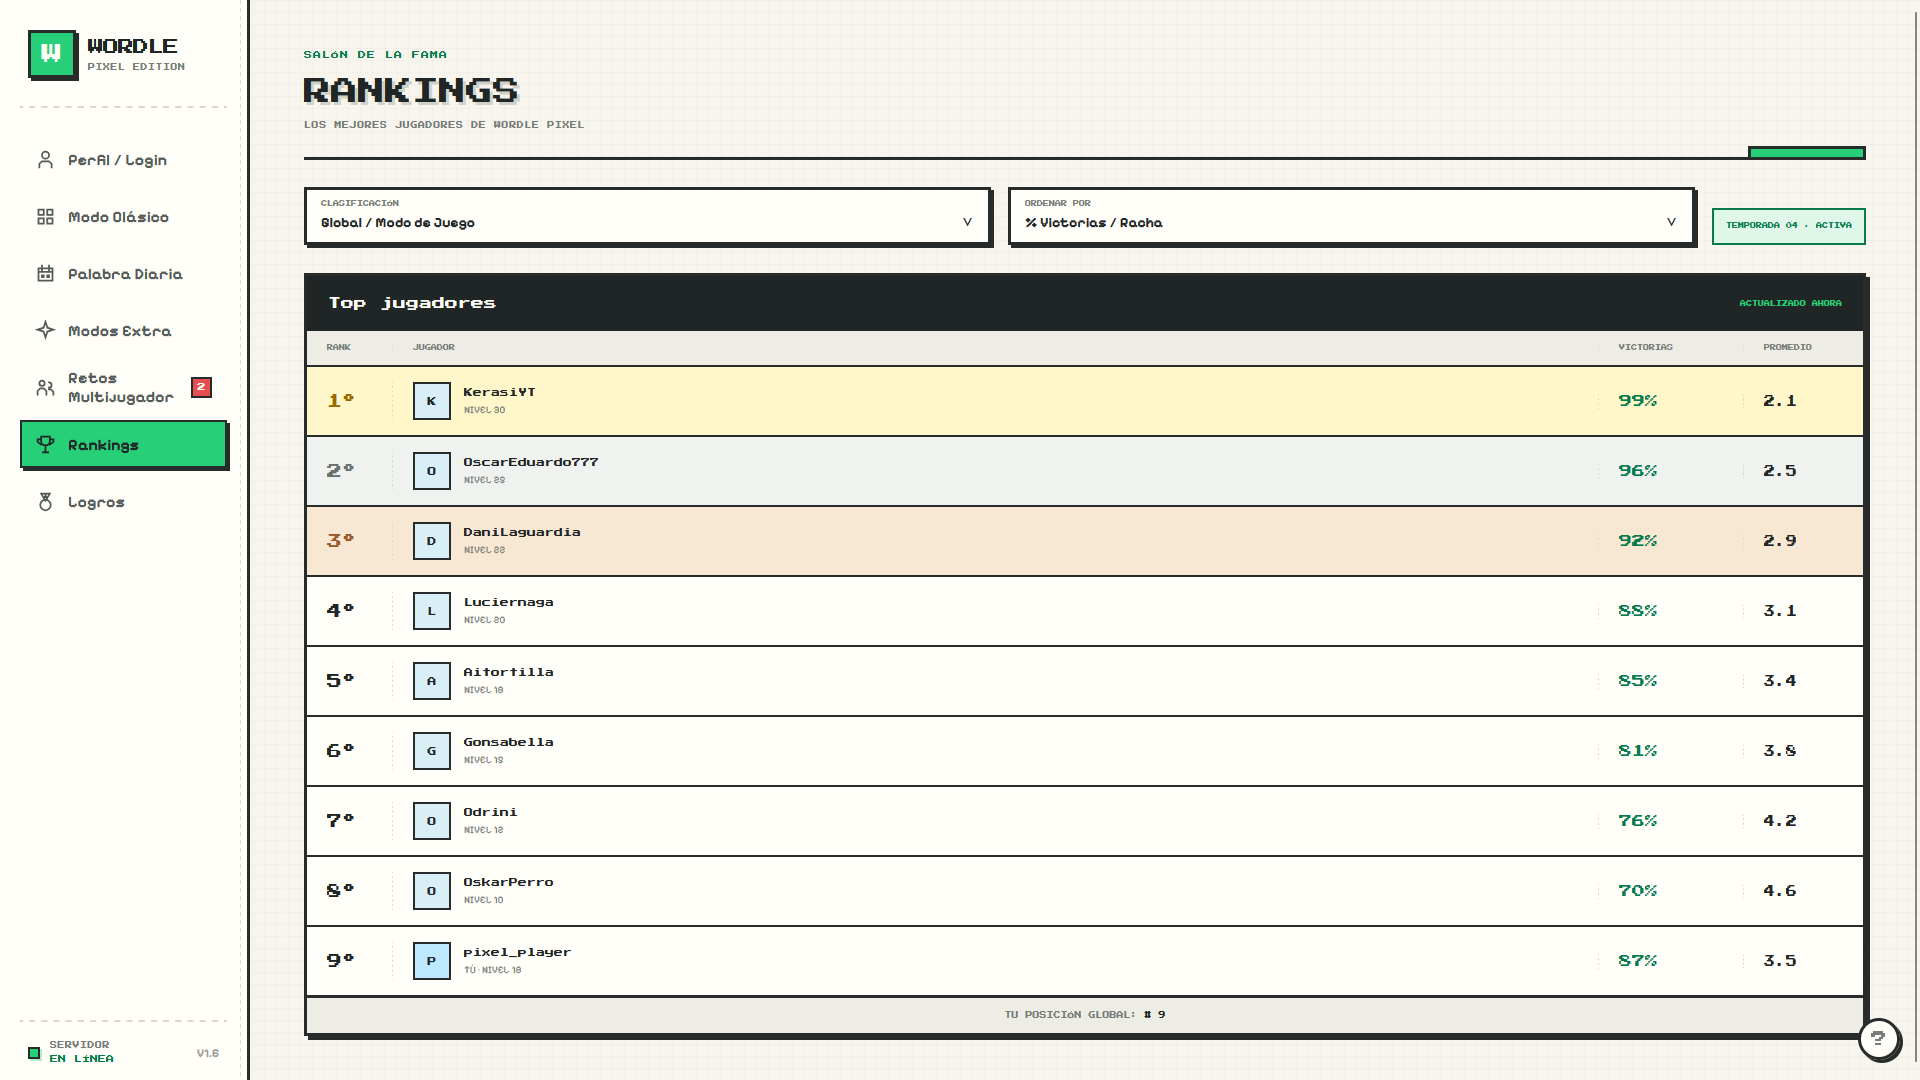 W
WORDLE
PIXEL EDITION
Perfil / Login
Modo Clásico
Palabra Diaria
Modos Extra
Retos
Multijugador
2
Rankings
Logros
SERVIDOR
EN LíNEA
V1.6
SALóN DE LA FAMA
RANKINGS
LOS MEJORES JUGADORES DE WORDLE PIXEL
CLASIFICACIóN
Global / Modo de Juego
V
ORDENAR POR
% Victorias / Racha
V
TEMPORADA 04 · ACTIVA
Top jugadores
ACTUALIZADO AHORA
RANK JUGADOR VICTORIAS PROMEDIO
1º K KerasiYT 99% 2.1
NIVEL 30
2º O OscarEduardo777 96% 2.5
NIVEL
3º D DaniLaguardia 92% 2.9
NIVEL
4º L Luciernaga 88% 3.1
NIVEL 20
5º A Aitortilla 85% 3.4
NIVEL 18
6º G Gonsabella 81% 3.8
NIVEL
7º O Odrini 76% 4.2
NIVEL 12
8º O OskarPerro 70% 4.6
NIVEL 10
9º P pixel_player 87% 3.5
TÚ · NIVEL 18
TU POSICIóN GLOBAL: # 9
?